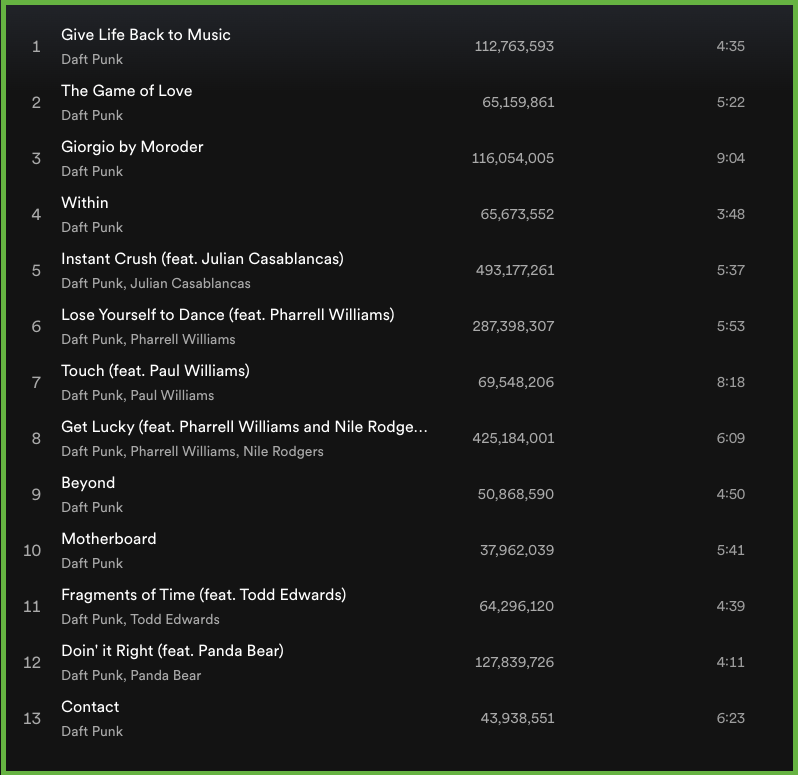 1 Give Life Back to Music 112,763,593 4:35
Daft Punk
2 The Game of Love 65,159,861 5:22
Daft Punk
3 Giorgio by Moroder 116,054,005 9:04
Daft Punk
4 Within 65,673,552 3:48
Daft Punk
5 Instant Crush (feat. Julian Casablancas) 493,177,261 5:37
Daft Punk, Julian Casablancas
6 Lose Yourself to Dance (feat. Pharrell Williams) 287,398,307 5:53
Daft Punk, Pharrell Williams
7 Touch (feat. Paul Williams) 69,548,206 8:18
Daft Punk, Paul Williams
8 Get Lucky (feat. Pharrell Williams and Nile Rodge... 425,184,001 6:09
Daft Punk, Pharrell Williams, Nile Rodgers
9 Beyond 50,868,590 4:50
Daft Punk
10 Motherboard 37,962,039 5:41
Daft Punk
11 Fragments of Time (feat. Todd Edwards) 64,296,120 4:39
Daft Punk, Todd Edwards
12 Doin' it Right (feat. Panda Bear) 127,839,726 4:11
Daft Punk, Panda Bear
13 Contact 43,938,551 6:23
Daft Punk